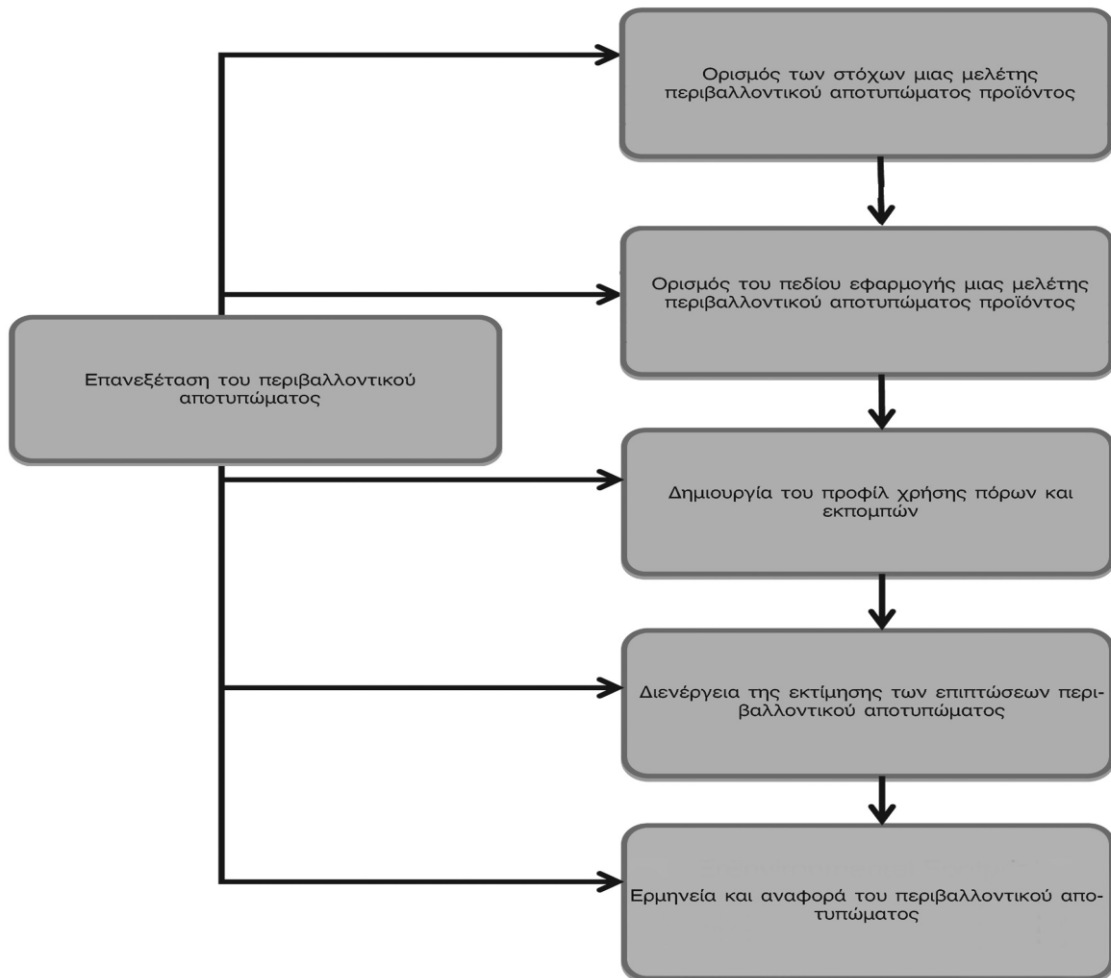 Ορισμός των στόχων μιας μελέτης
περιβαλλοντικού αποτυπώματος προϊόντος
Ορισμός του πεδίου εφαρμογής μιας μελέτης
περιβαλλοντικού αποτυπώματος προϊόντος
Επανεξέταση του περιβαλλοντικού
αποτυπώματος
Δημιουργία του προφίλ χρήσης πόρων και
εκπομπών
Διενέργεια της εκτίμησης των επιπτώσεων περι-
βαλλοντικού αποτυπώματος
Ερμηνεία και αναφορά του περιβαλλοντικού απο-
τυπώματος